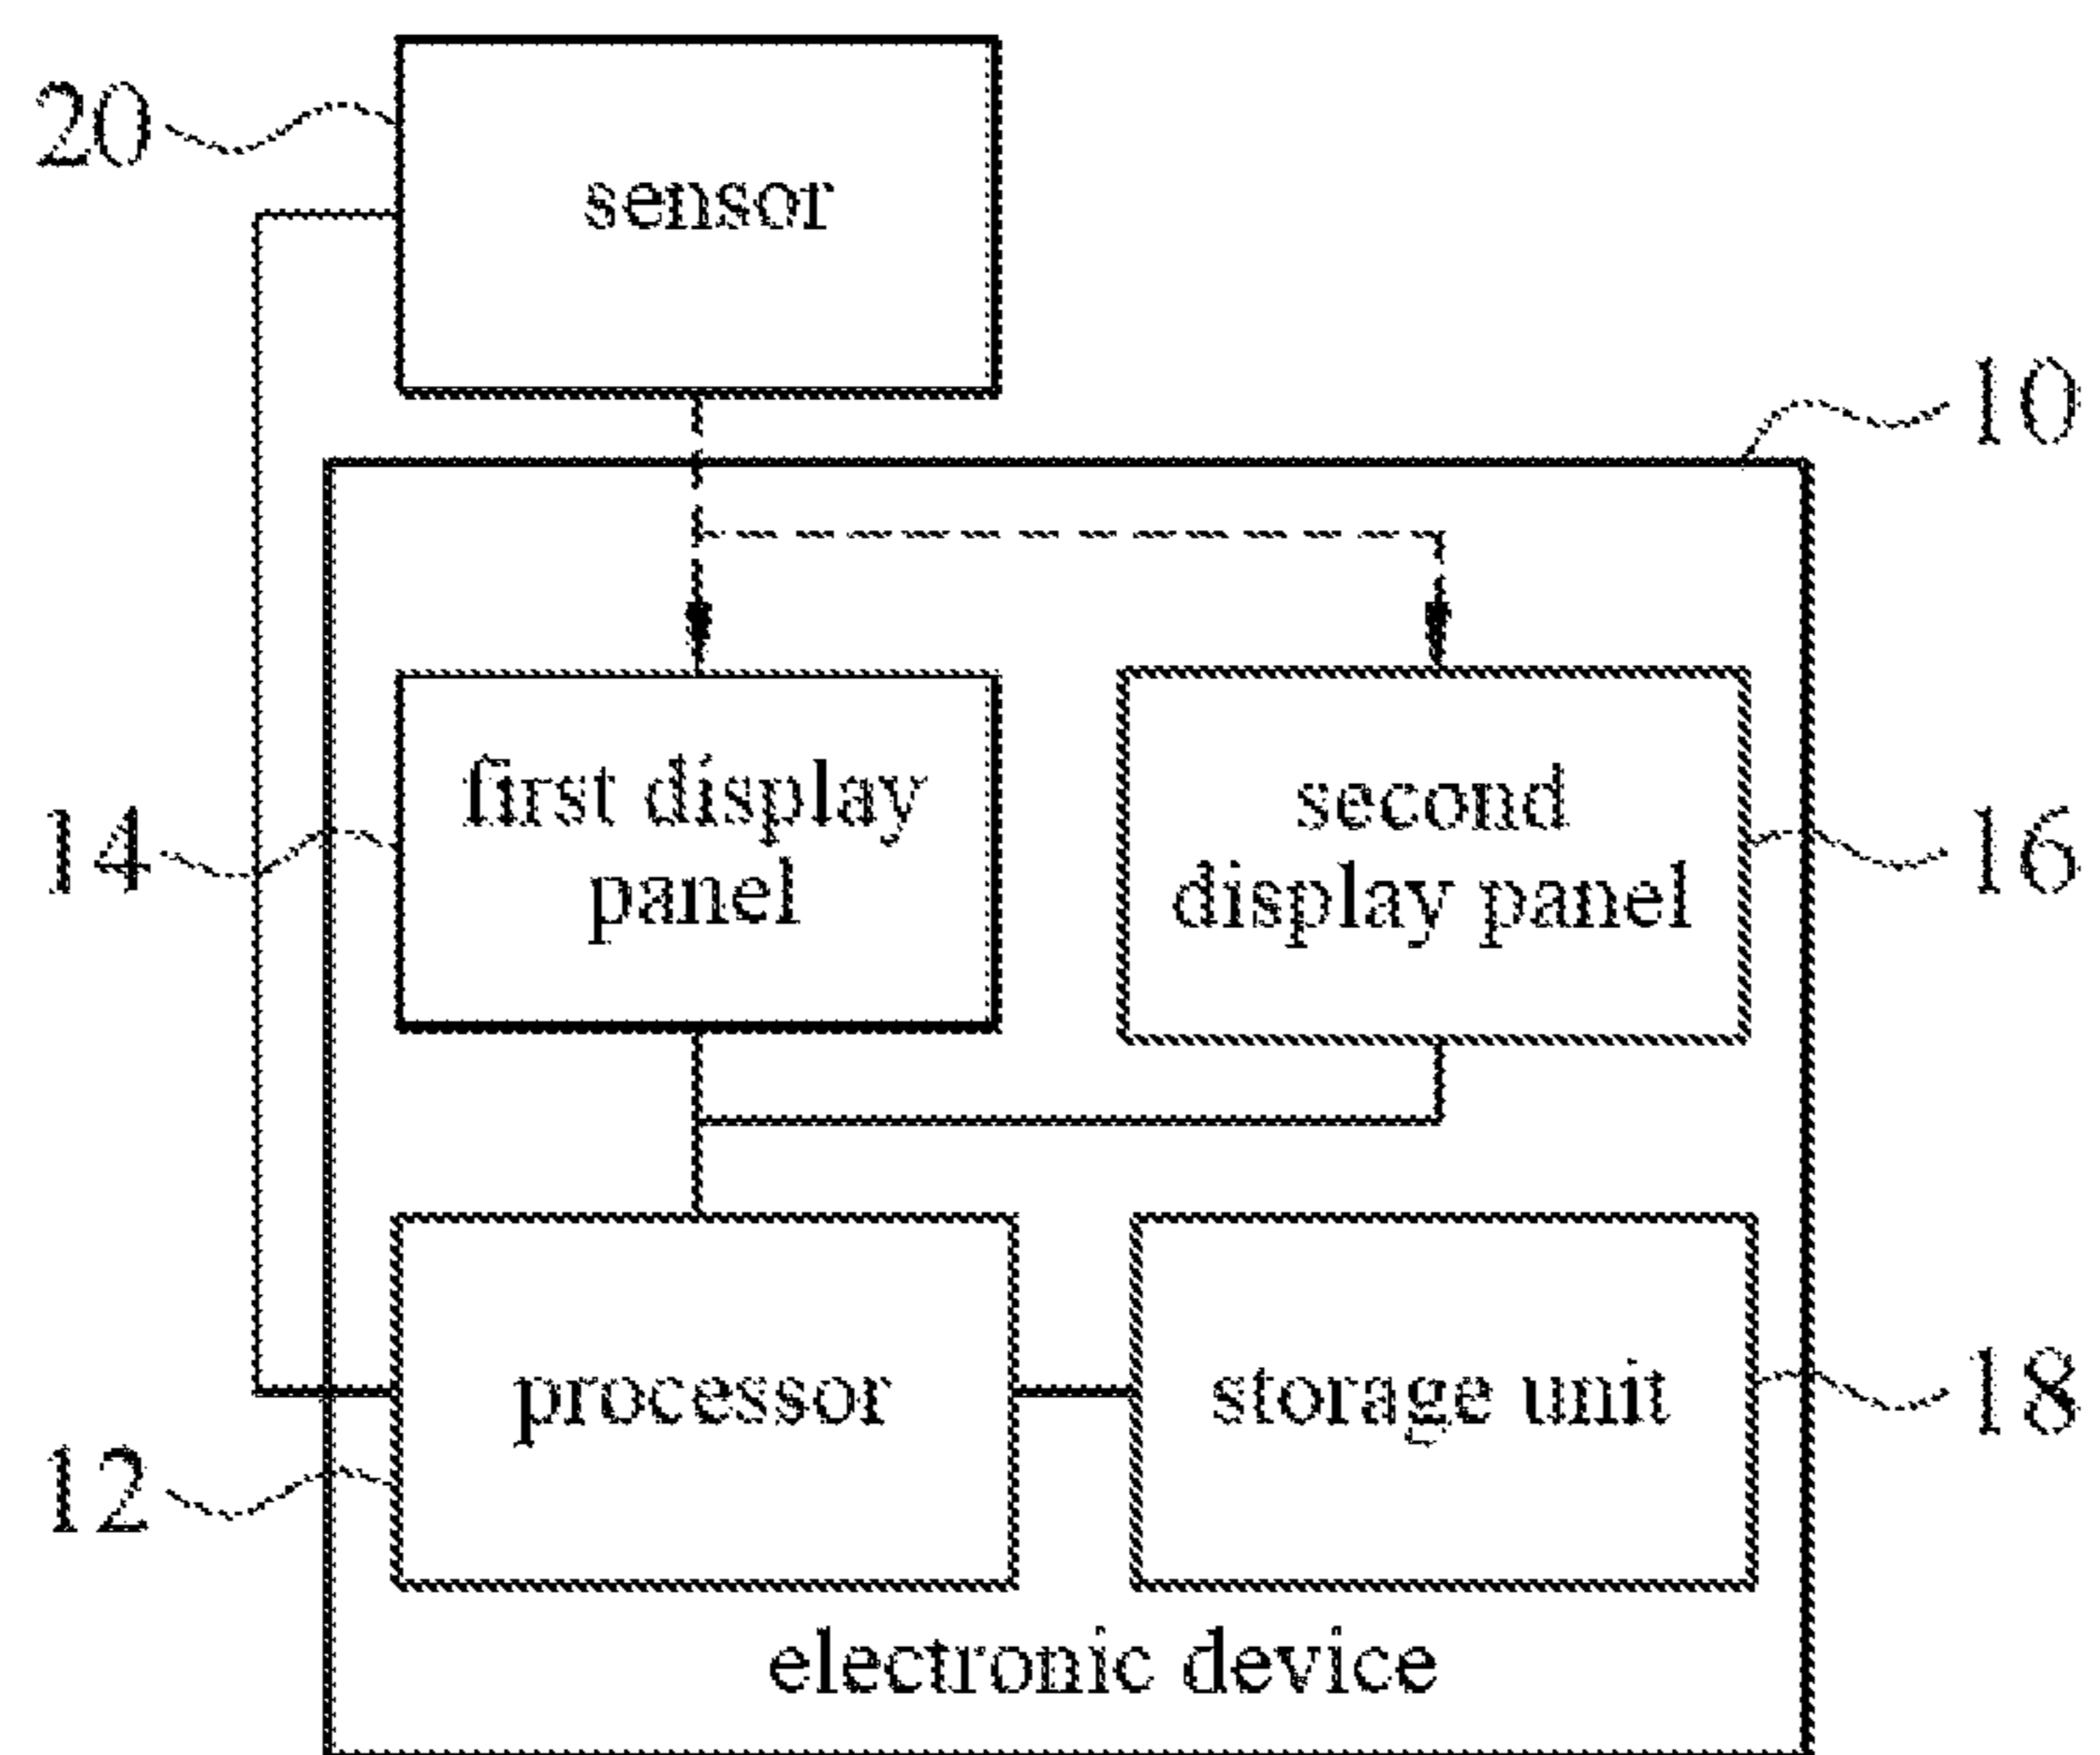 20
sensor
10
first display
panel
14
second
display panel
16
processor
storage unit
18
12
electronic device